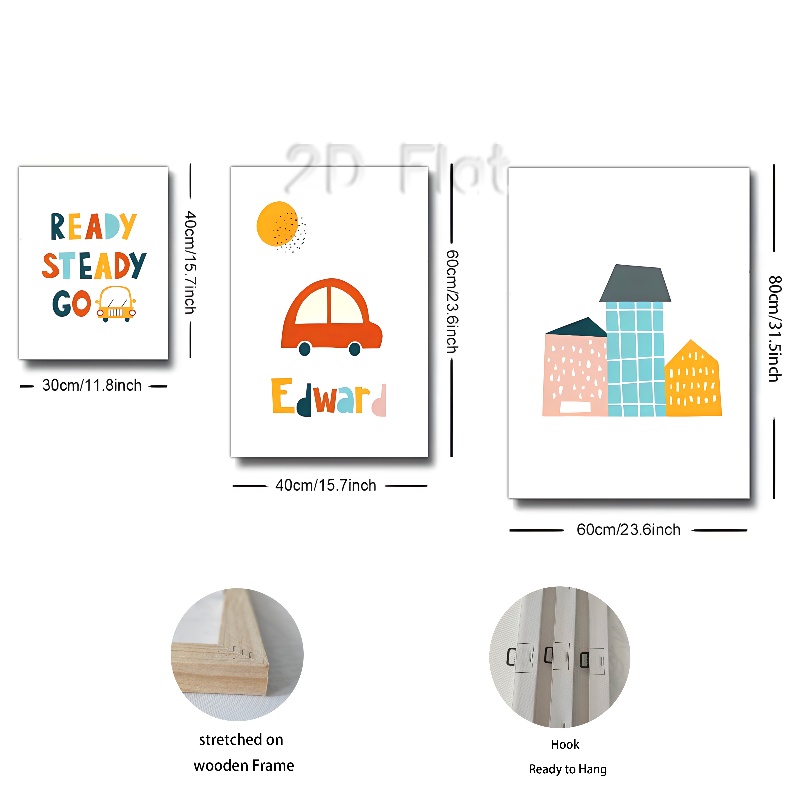 2D Flat
READY
STEADY
GO
40cm/15.7inch
30cm/11.8inch
Edward
60cm/23.6inch
40cm/15.7inch
80cm/31.5inch
60cm/23.6inch
stretched on
wooden Frame
Hook
Ready to Hang